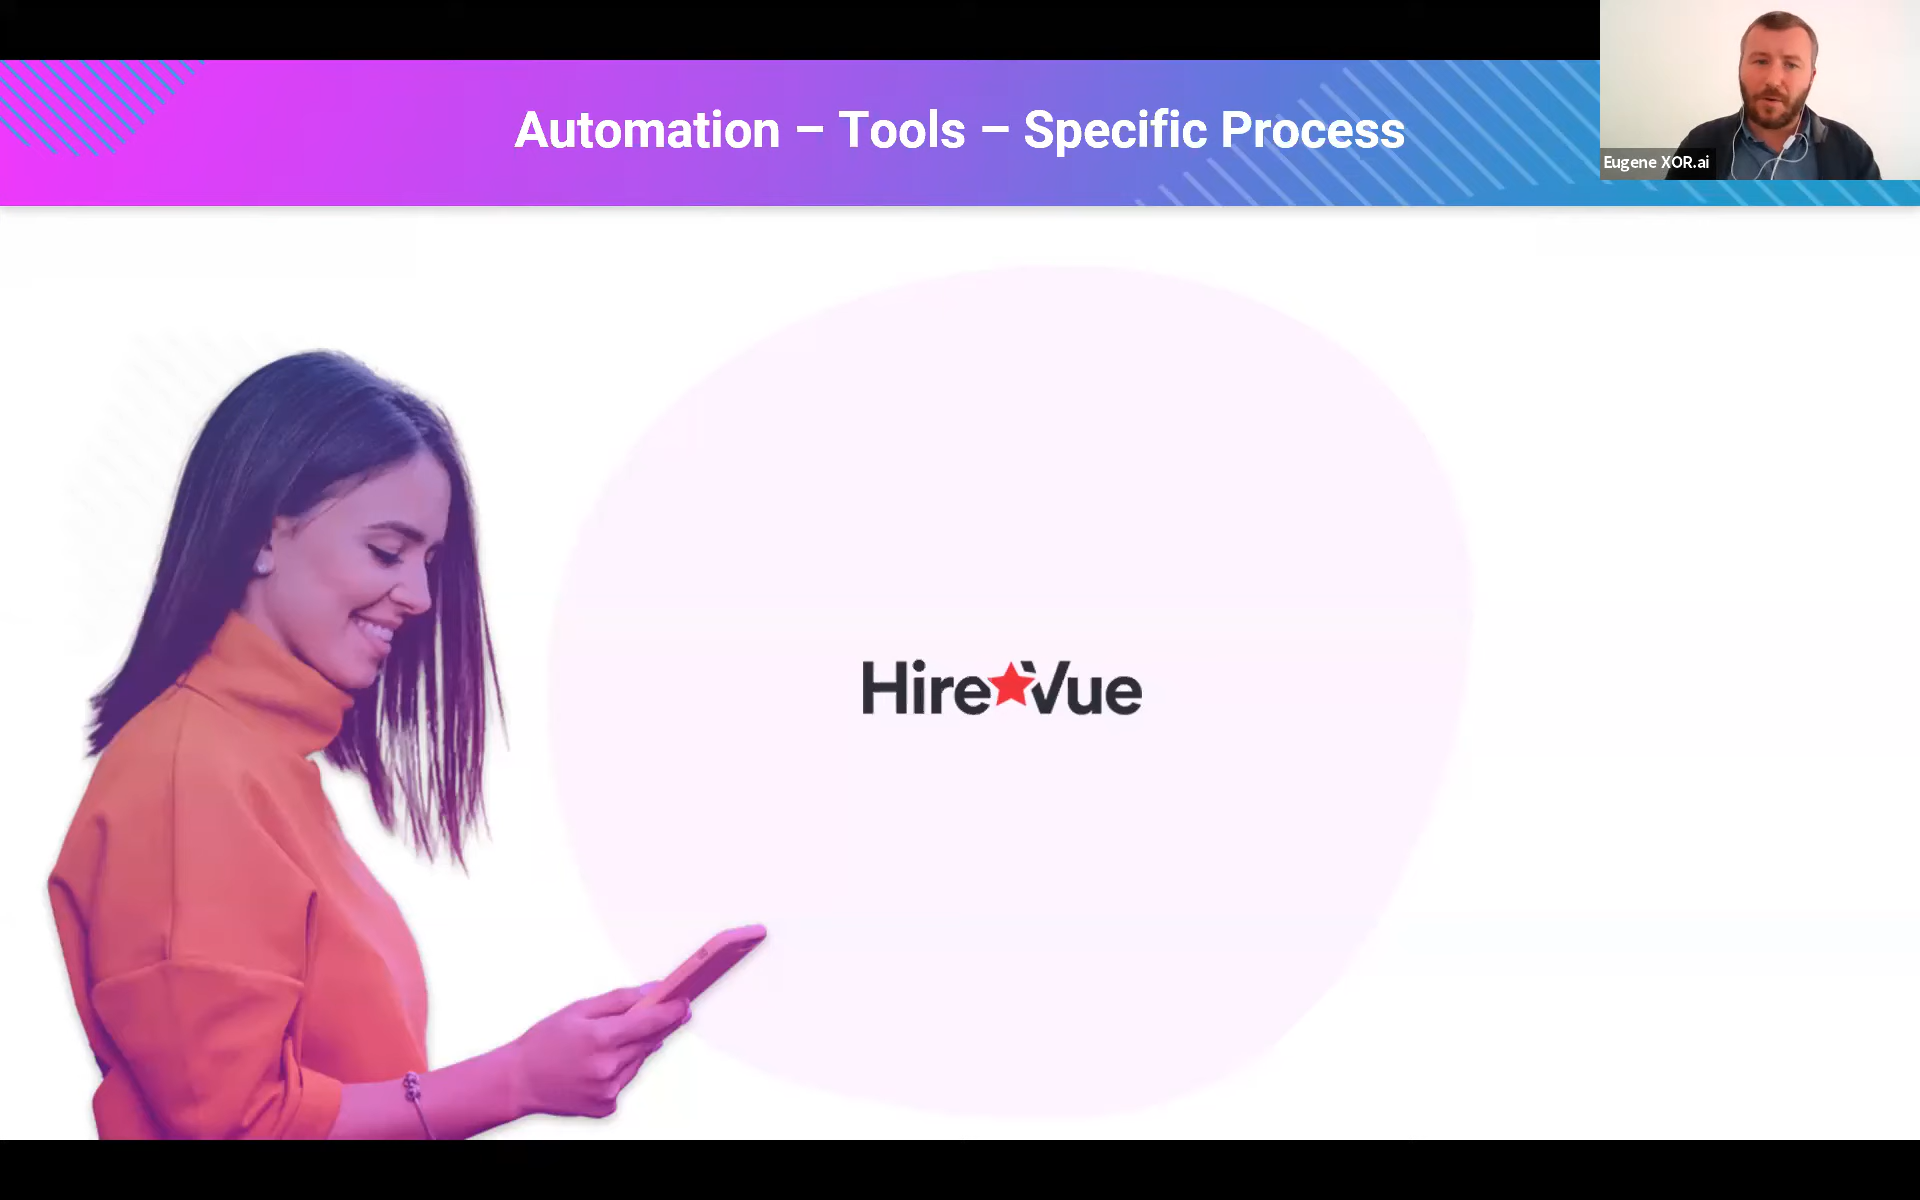 Automation – Tools – Specific Process
Eugene XOR.ai
HireVue